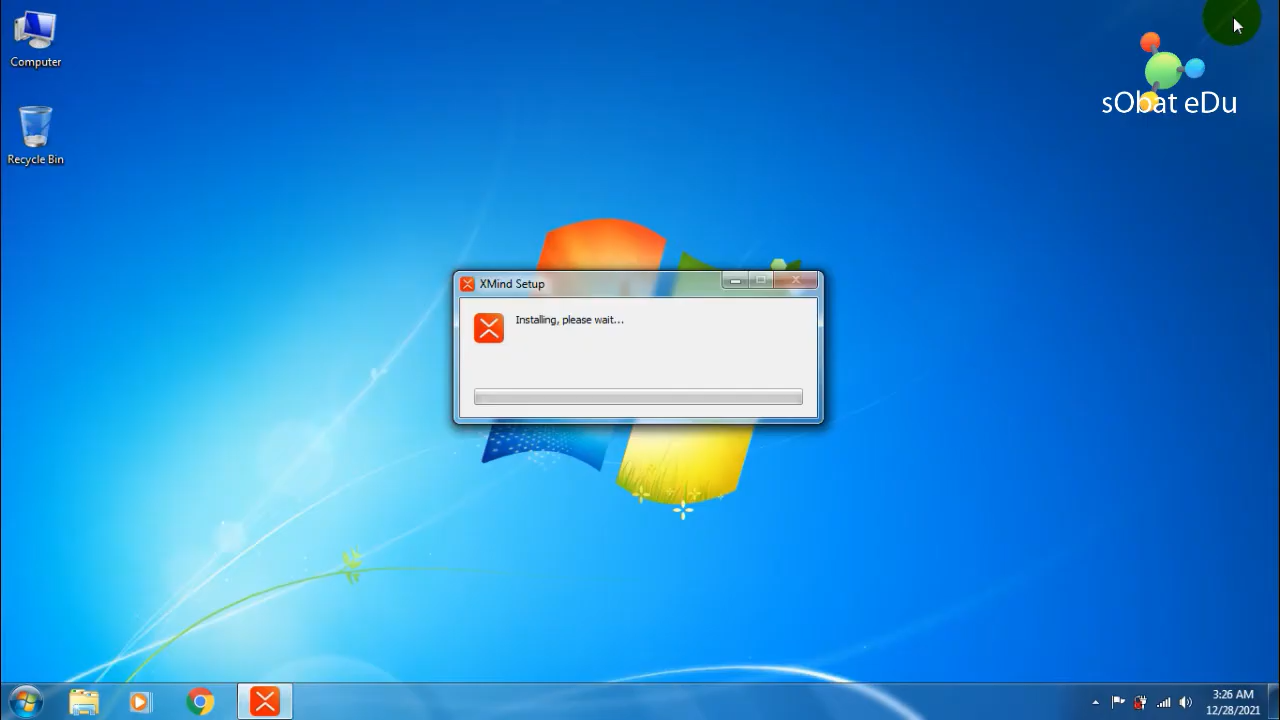 Computer
sObat eDu
Recycle Bin
XMind Setup
Installing, please wait...
3:26 AM
12/28/2021